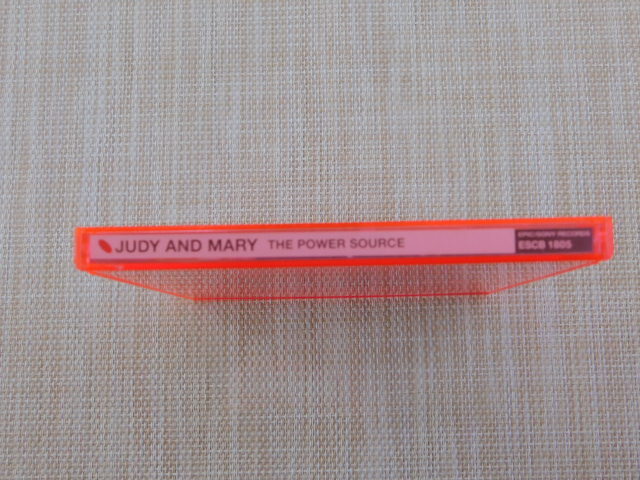 JUDY AND MARY THE POWER SOURCE
EPIC/SONY RECORDS
ESCB 1805